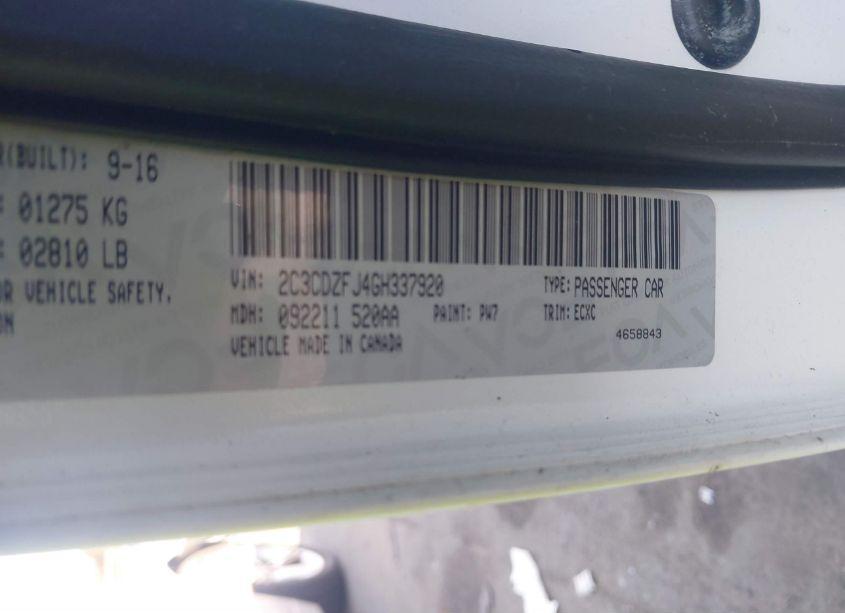 R(BUILT): 9-16
: 01275 KG
: 02810 LB
OR VEHICLE SAFETY,
ON
VIN: 2C3CDZFJ4GH337920
TYPE: PASSENGER CAR
MDH: 092211 520AA
PAINT: PW7
TRIM: ECXC
VEHICLE MADE IN CANADA
4658843